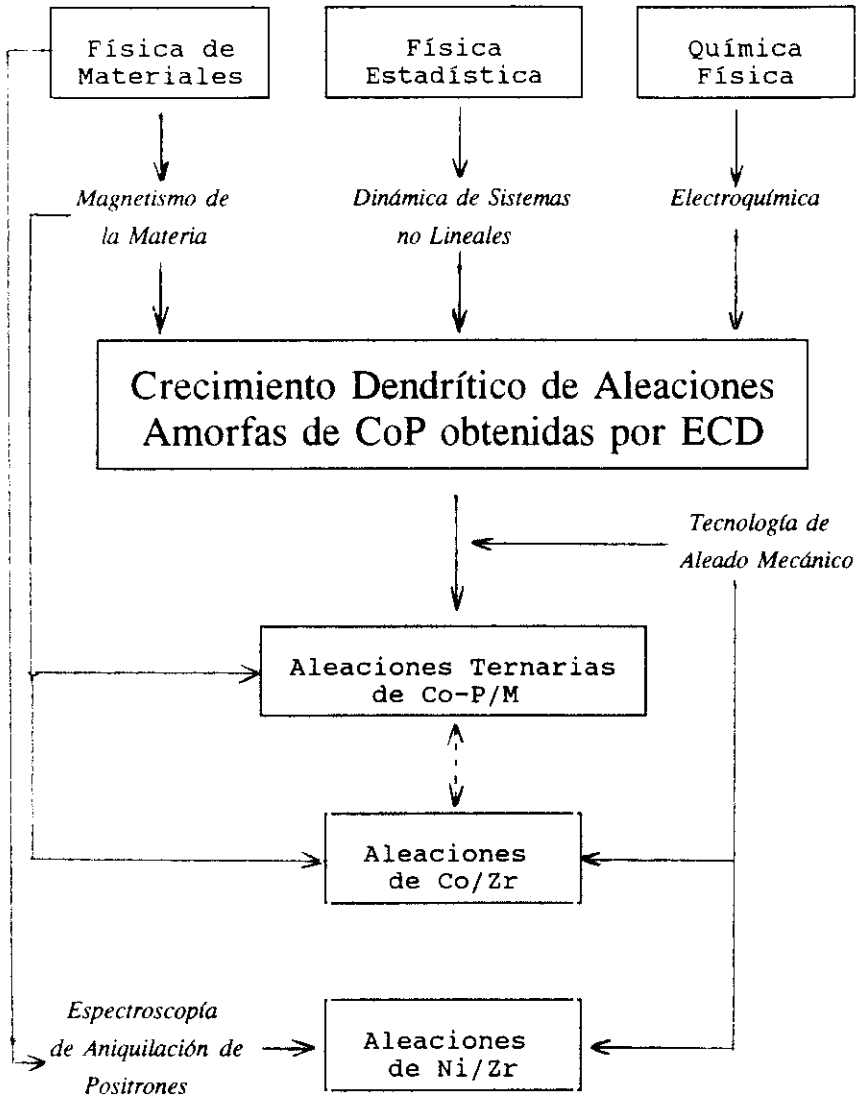 Física de
Materiales
Física
Estadística
Química
Física
Magnetismo de
la Materia
Dinámica de Sistemas
no Lineales
Electroquímica
Crecimiento Dendrítico de Aleaciones
Amorfas de CoP obtenidas por ECD
Tecnología de
Aleado Mecánico
Aleaciones Ternarias
de Co-P/M
Aleaciones
de Co/Zr
Espectroscopía
de Aniquilación de
Positrones
Aleaciones
de Ni/Zr